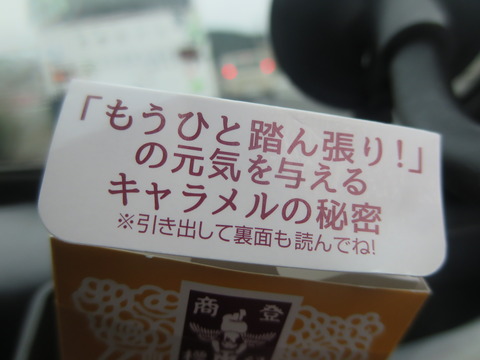 「もうひと踏ん張り!」
の元気を与える
キャラメルの秘密
※引き出して裏面も読んでね!
商 登